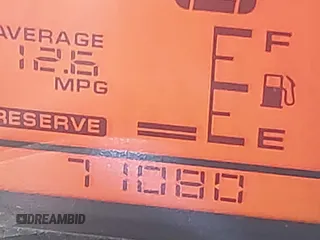 AVERAGE
F
12.6
MPG
RESERVE
E
71080
DREAMBID